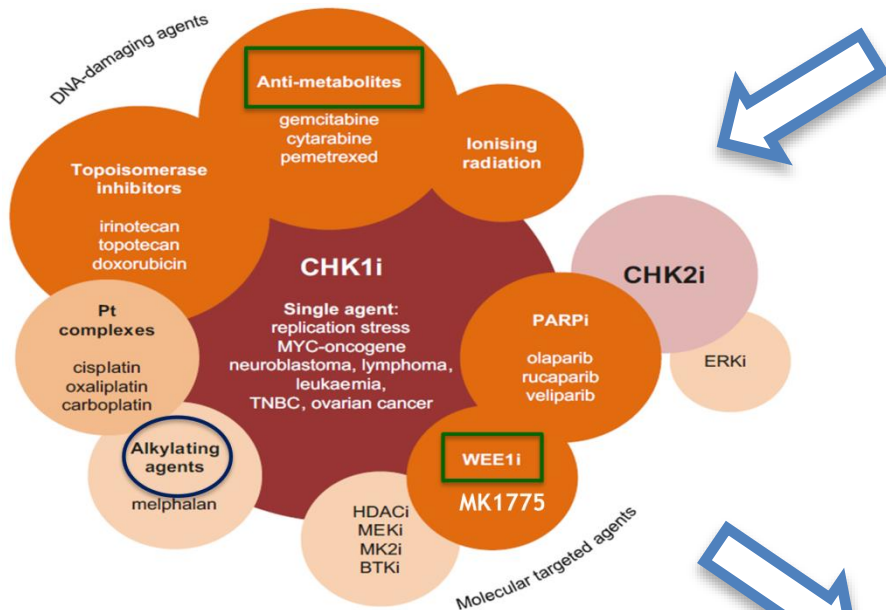 DNA-damaging agents
Anti-metabolites
gemcitabine
cytarabine
pemetrexed
Ionising
radiation
Topoisomerase
inhibitors
irinotecan
topotecan
doxorubicin
CHK1i
Single agent:
replication stress
MYC-oncogene
neuroblastoma, lymphoma,
leukaemia,
TNBC, ovarian cancer
CHK2i
Pt
complexes
cisplatin
oxaliplatin
carboplatin
PARPi
olaparib
rucaparib
veliparib
ERKi
Alkylating
agents
melphalan
WEE1i
MK1775
HDACi
MEKi
MK2i
BTKi
Molecular targeted agents